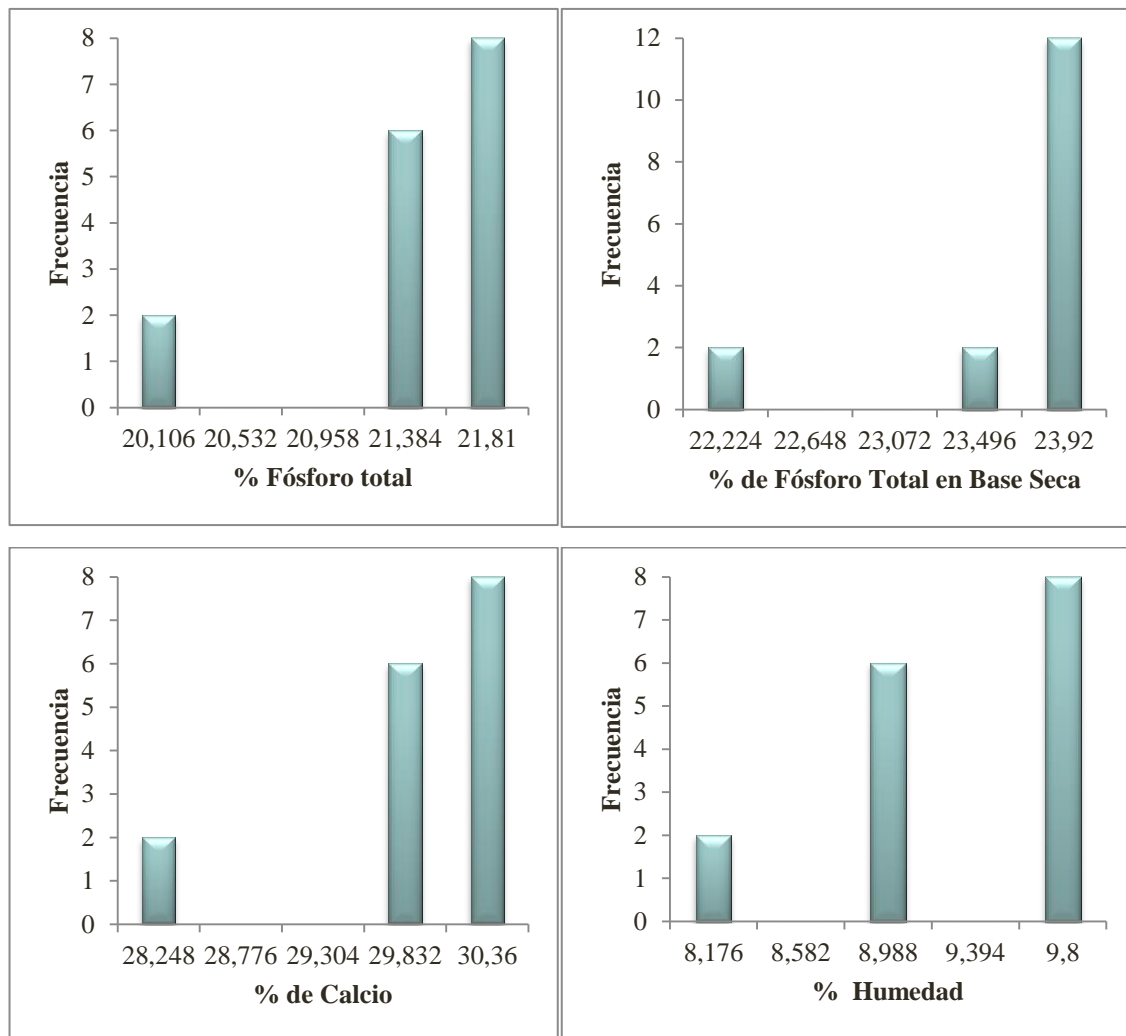 8
7
6
5
4
3
2
1
0
Frecuencia
20,106 20,532 20,958 21,384 21,81
% Fósforo total
12
10
8
6
4
2
0
Frecuencia
22,224 22,648 23,072 23,496 23,92
% de Fósforo Total en Base Seca
8
7
6
5
4
3
2
1
0
Frecuencia
28,248 28,776 29,304 29,832 30,36
% de Calcio
8
7
6
5
4
3
2
1
0
Frecuencia
8,176 8,582 8,988 9,394 9,8
% Humedad